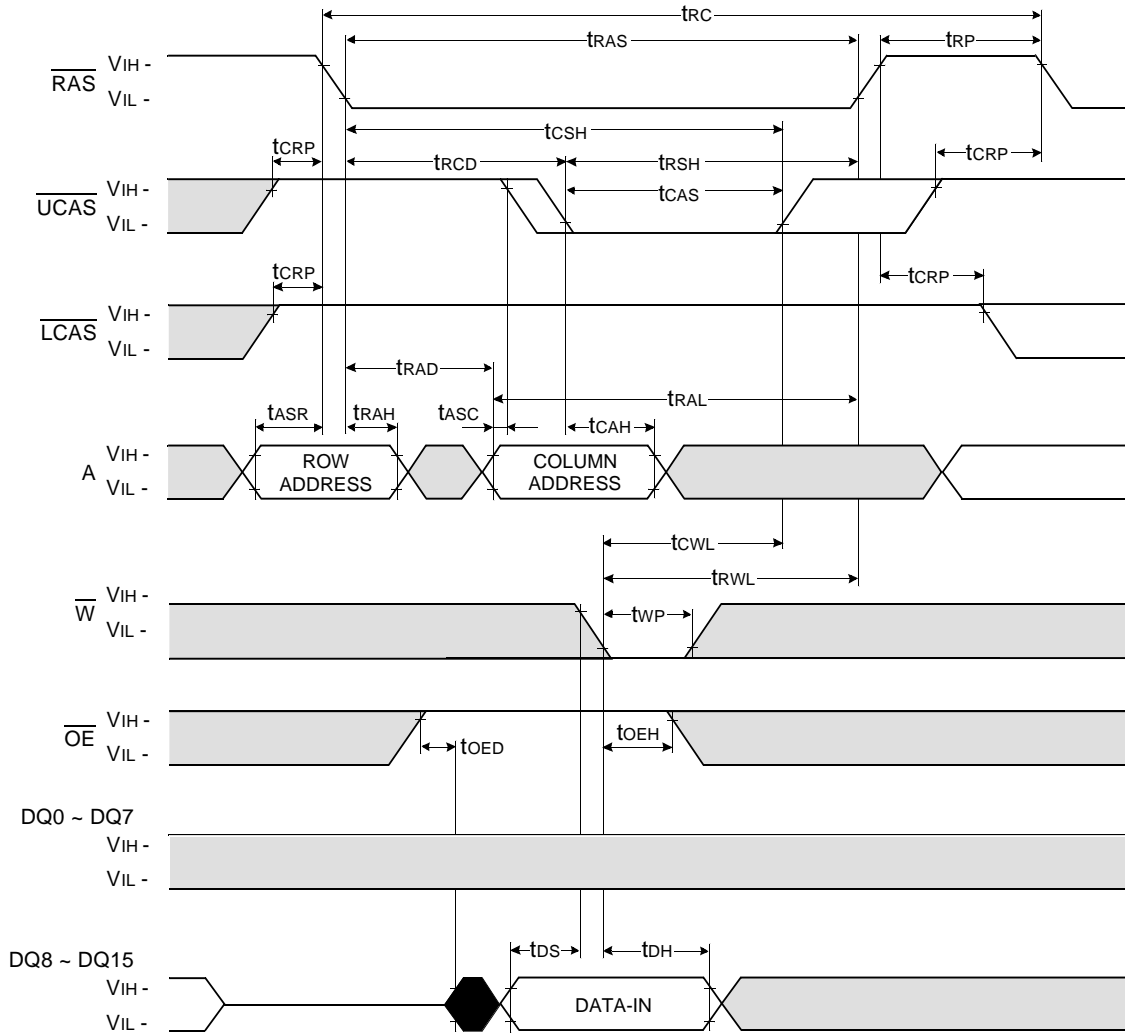 tRC
tRAS
tRP
RAS
VIH -
VIL -
tCSH
tCRP
tRCD
tRSH
tCRP
UCAS
VIH -
VIL -
tCAS
tCRP
tCRP
LCAS
VIH -
VIL -
tRAD
tRAL
tASR
tRAH
tASC
tCAH
A
VIH -
VIL -
ROW
ADDRESS
COLUMN
ADDRESS
tCWL
tRWL
W
VIH -
VIL -
tWP
OE
VIH -
VIL -
tOED
tOEH
DQ0 ~ DQ7
VIH -
VIL -
DQ8 ~ DQ15
VIH -
VIL -
tDS
tDH
DATA-IN